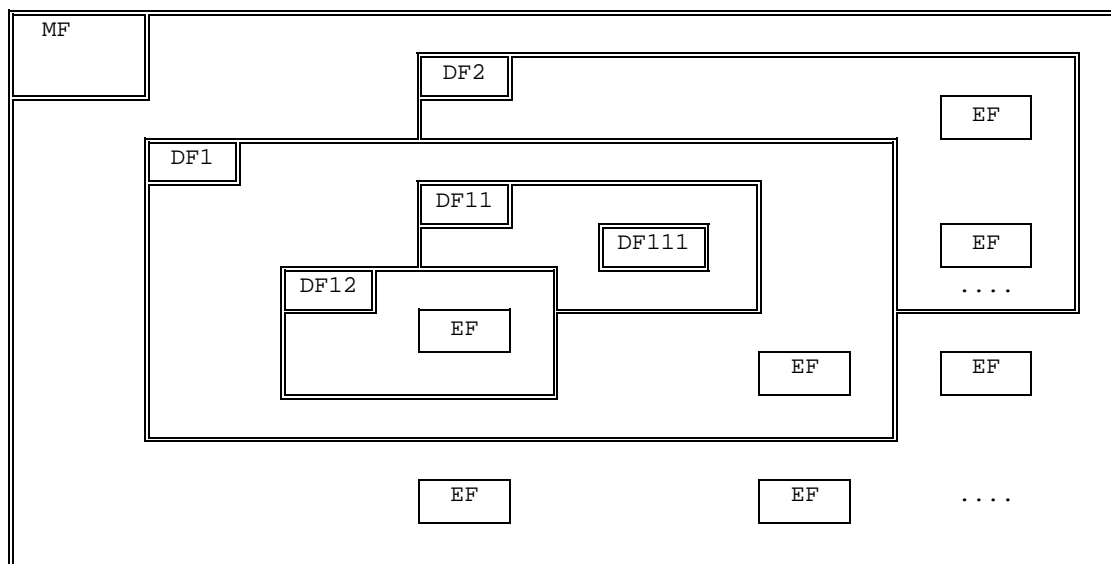 MF
DF2
EF
DF1
DF11
DF111
EF
DF12
....
EF
EF
EF
EF
EF
....